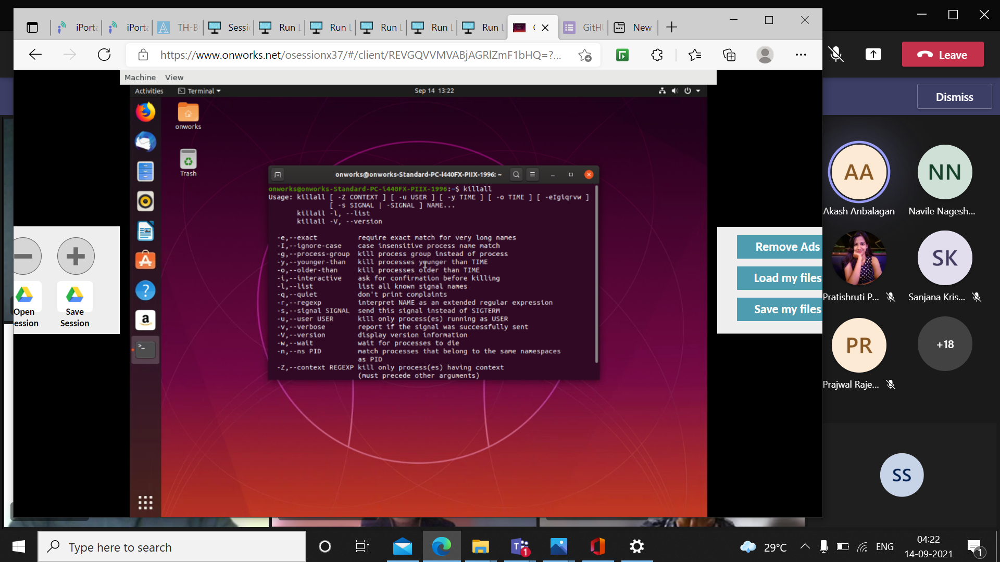 iPorta
iPorta
TH-B
Sessi
Run L
Run L
Run L
Run L
Run L
GitHu
New
https://www.onworks.net/osessionx37/#/client/REVGQVVMVABjAGRlZmF1bHQ=?...
Leave
Dismiss
Machine View
Activities Terminal Sep 14 13:22
onworks
Trash
onworks@onworks-Standard-PC-i440FX-PIIX-1996: ~
onworks@onworks-Standard-PC-i440FX-PIIX-1996:~$ killall
Usage: killall [ -Z CONTEXT ] [ -u USER ] [ -y TIME ] [ -o TIME ] [ -eIgiqrvw ]
[ -s SIGNAL | -SIGNAL ] NAME...
killall -l, --list
killall -V, --version
-e,--exact require exact match for very long names
-I,--ignore-case case insensitive process name match
-g,--process-group kill process group instead of process
-y,--younger-than kill processes younger than TIME
-o,--older-than kill processes older than TIME
-i,--interactive ask for confirmation before killing
-l,--list list all known signal names
-q,--quiet don't print complaints
-r,--regexp interpret NAME as an extended regular expression
-s,--signal SIGNAL send this signal instead of SIGTERM
-u,--user USER kill only process(es) running as USER
-v,--verbose report if the signal was successfully sent
-V,--version display version information
-w,--wait wait for processes to die
-n,--ns PID match processes that belong to the same namespaces
as PID
-Z,--context REGEXP kill only process(es) having context
(must precede other arguments)
Open
ession
Save
Session
Remove Ads
Load my files
Save my files
AA
Akash Anbalagan
NN
Navile Nagesh...
Pratishruti P...
SK
Sanjana Kris...
PR
Prajwal Raje...
+18
SS
Type here to search
29°C
ENG
04:22
14-09-2021
1
1